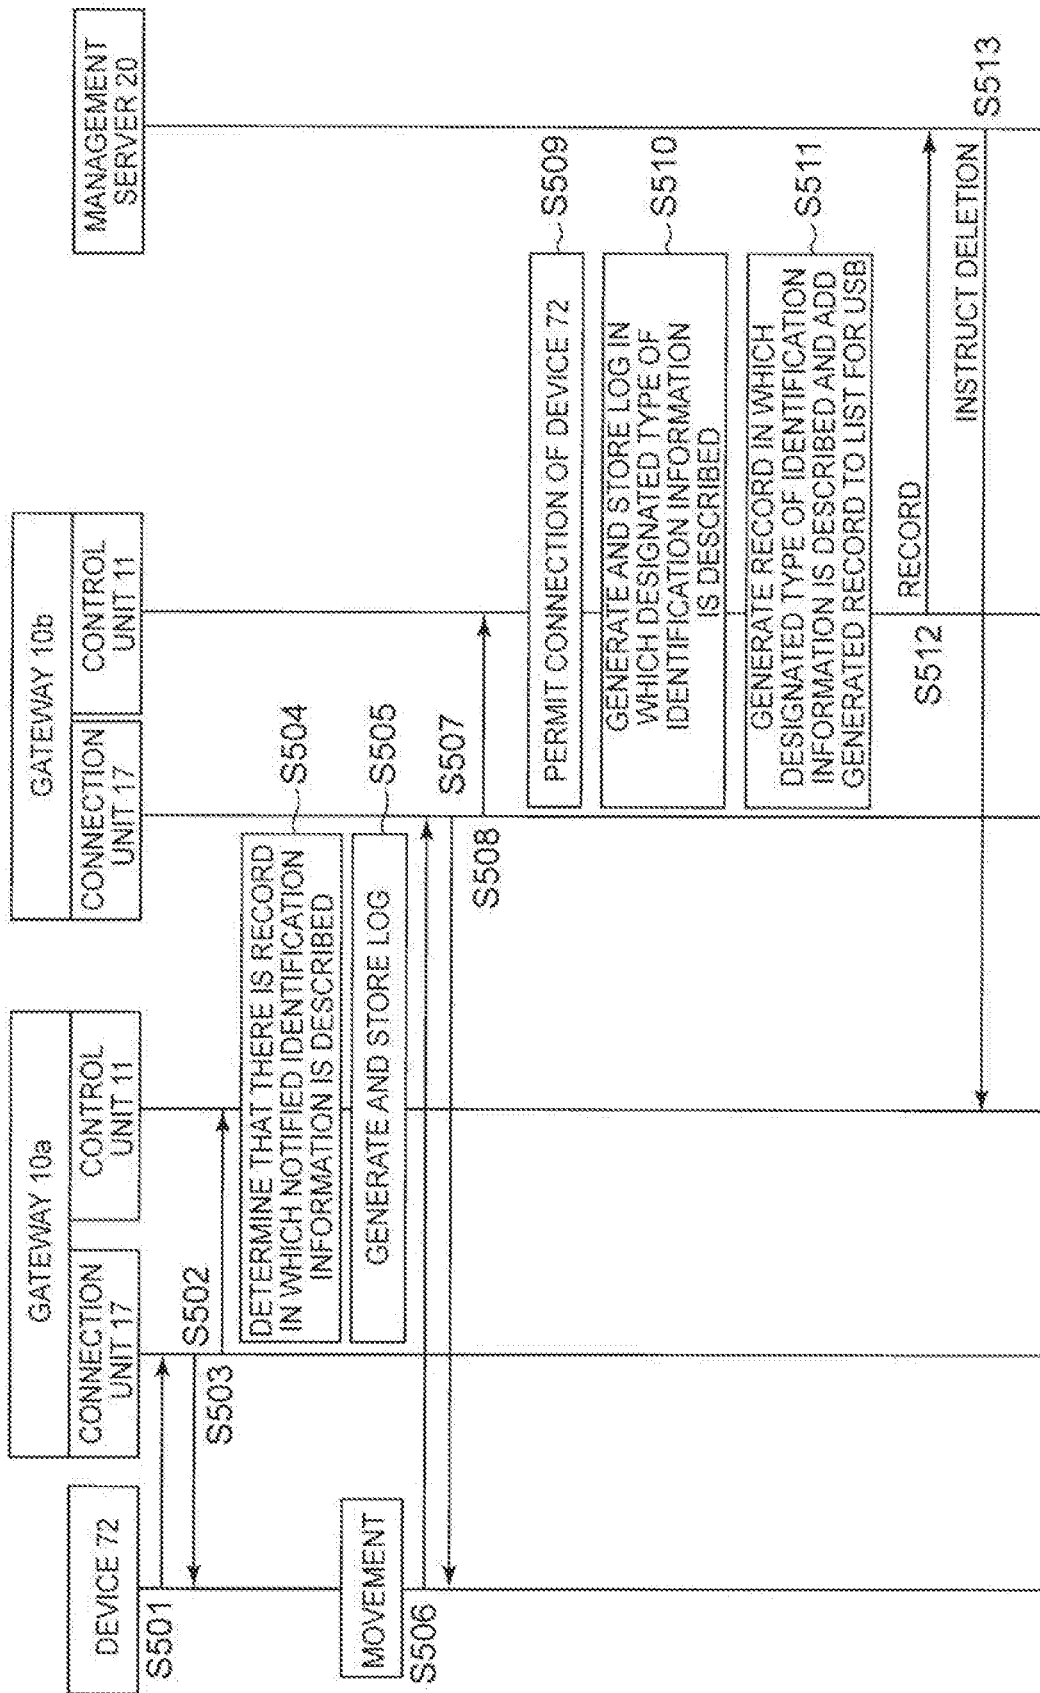 DEVICE 72
GATEWAY 10a
CONNECTION
UNIT 17
CONTROL
UNIT 11
GATEWAY 10b
CONNECTION
UNIT 17
CONTROL
UNIT 11
MANAGEMENT
SERVER 20
S501
S502
S503
DETERMINE THAT THERE IS RECORD
IN WHICH NOTIFIED IDENTIFICATION
INFORMATION IS DESCRIBED
S504
GENERATE AND STORE LOG
S505
MOVEMENT
S506
S507
S508
PERMIT CONNECTION OF DEVICE 72
S509
GENERATE AND STORE LOG IN
WHICH DESIGNATED TYPE OF
IDENTIFICATION INFORMATION
IS DESCRIBED
S510
GENERATE RECORD IN WHICH
DESIGNATED TYPE OF IDENTIFICATION
INFORMATION IS DESCRIBED AND ADD
GENERATED RECORD TO LIST FOR USB
S511
RECORD
S512
INSTRUCT DELETION
S513